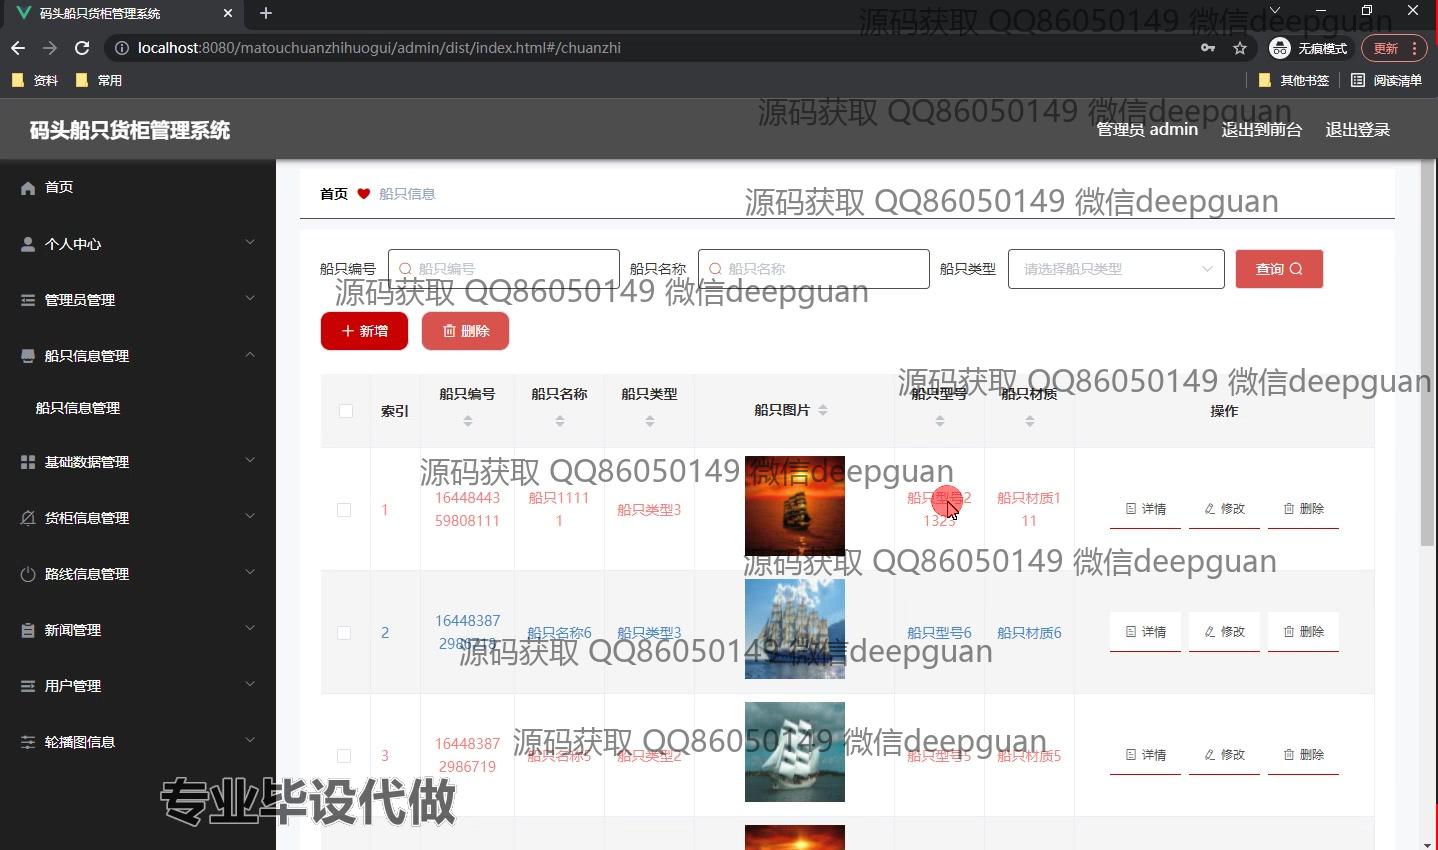 码头船只货柜管理系统
源码获取 QQ86050149 微信deepguan
localhost:8080/matouchuanzhihuogui/admin/dist/index.html#/chuanzhi
无痕模式
更新
资料
常用
其他书签
阅读清单
源码获取 QQ86050149 微信deepguan
码头船只货柜管理系统
管理员 admin
退出到前台
退出登录
首页
个人中心
管理员管理
船只信息管理
船只信息管理
基础数据管理
货柜信息管理
路线信息管理
新闻管理
用户管理
轮播图信息
首页 船只信息
源码获取 QQ86050149 微信deepguan
船只编号 船只编号 船只名称 船只名称 船只类型 请选择船只类型 查询
源码获取 QQ86050149 微信deepguan
新增 删除
源码获取 QQ86050149 微信deepguan
索引 船只编号 船只名称 船只类型 船只图片 船只型号 船只材质 操作
源码获取 QQ86050149 微信deepguan
1 16448443 船只1111 船只类型3 船只型号2 船只材质1 详情 修改 删除
59808111 1 1323 11
源码获取 QQ86050149 微信deepguan
2 16448387 船只名称6 船只类型3 船只型号6 船只材质6 详情 修改 删除
2986718
源码获取 QQ86050149 微信deepguan
3 16448387 船只名称5 船只类型2 船只型号5 船只材质5 详情 修改 删除
2986719
源码获取 QQ86050149 微信deepguan
专业毕设代做